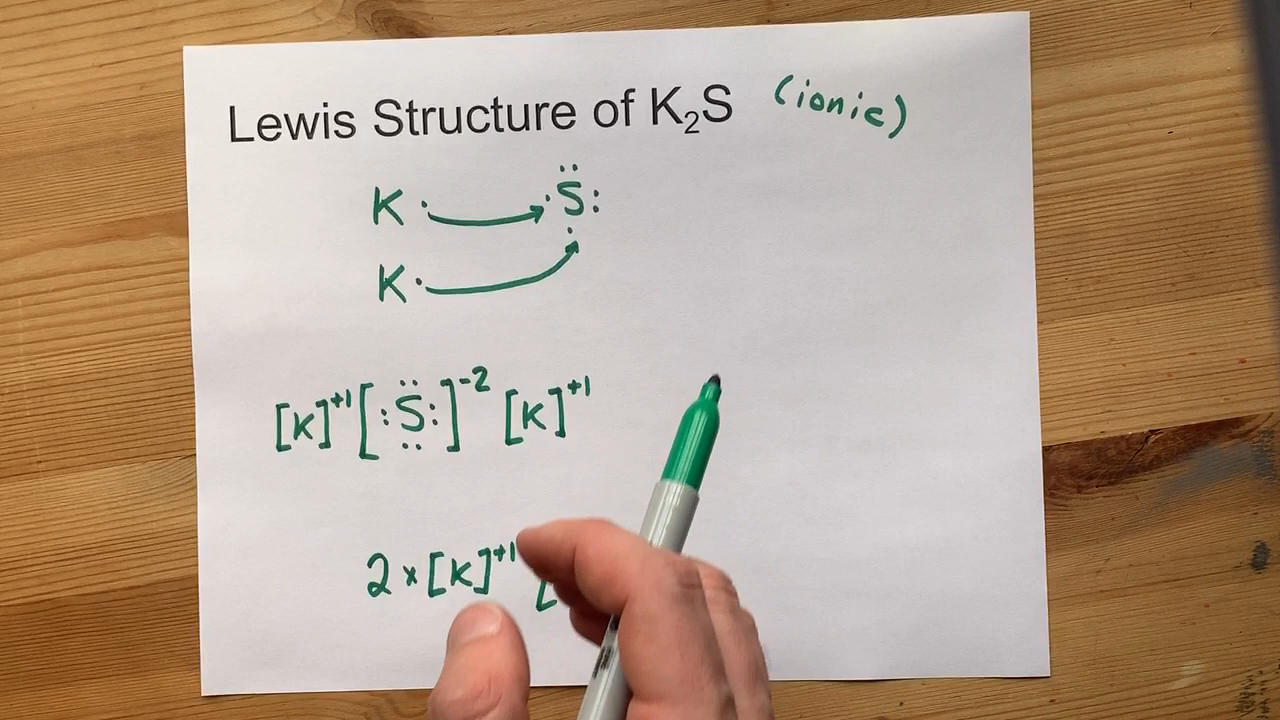 Lewis Structure of K₂S (ionic)
K· ·S̈:
K· ·
[K]⁺¹ [:S̈:]⁻² [K]⁺¹
2 × [K]⁺¹ [